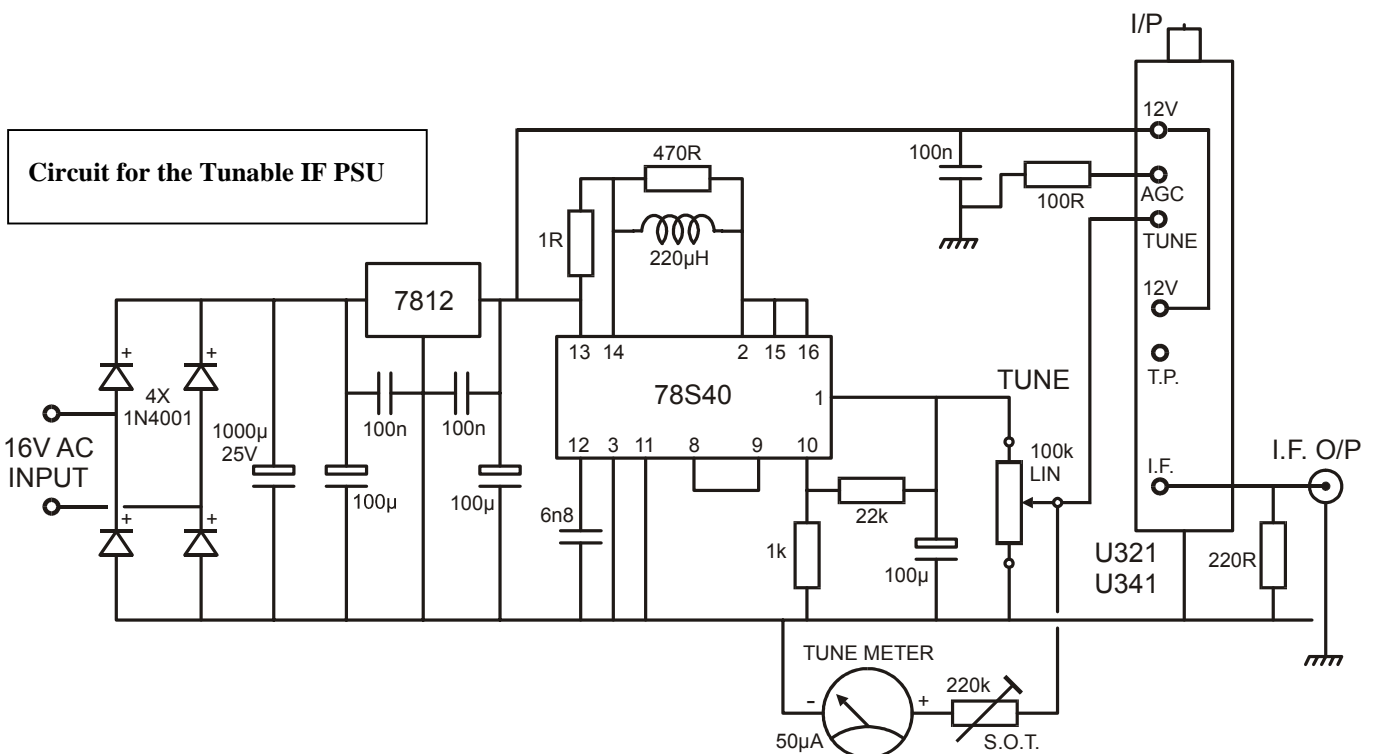 I/P
12V
AGC
TUNE
12V
T.P.
I.F.
U321
U341
Circuit for the Tunable IF PSU
470R
220µH
1R
100n
100R
7812
13 14 2 15 16
78S40
1
12 3 11 8 9 10
+ +
4X
1N4001
16V AC
INPUT
+ +
1000µ
25V
100µ
100n
100n
100µ
6n8
1k
22k
100µ
TUNE
100k
LIN
I.F. O/P
220R
TUNE METER
- +
50µA
220k
S.O.T.